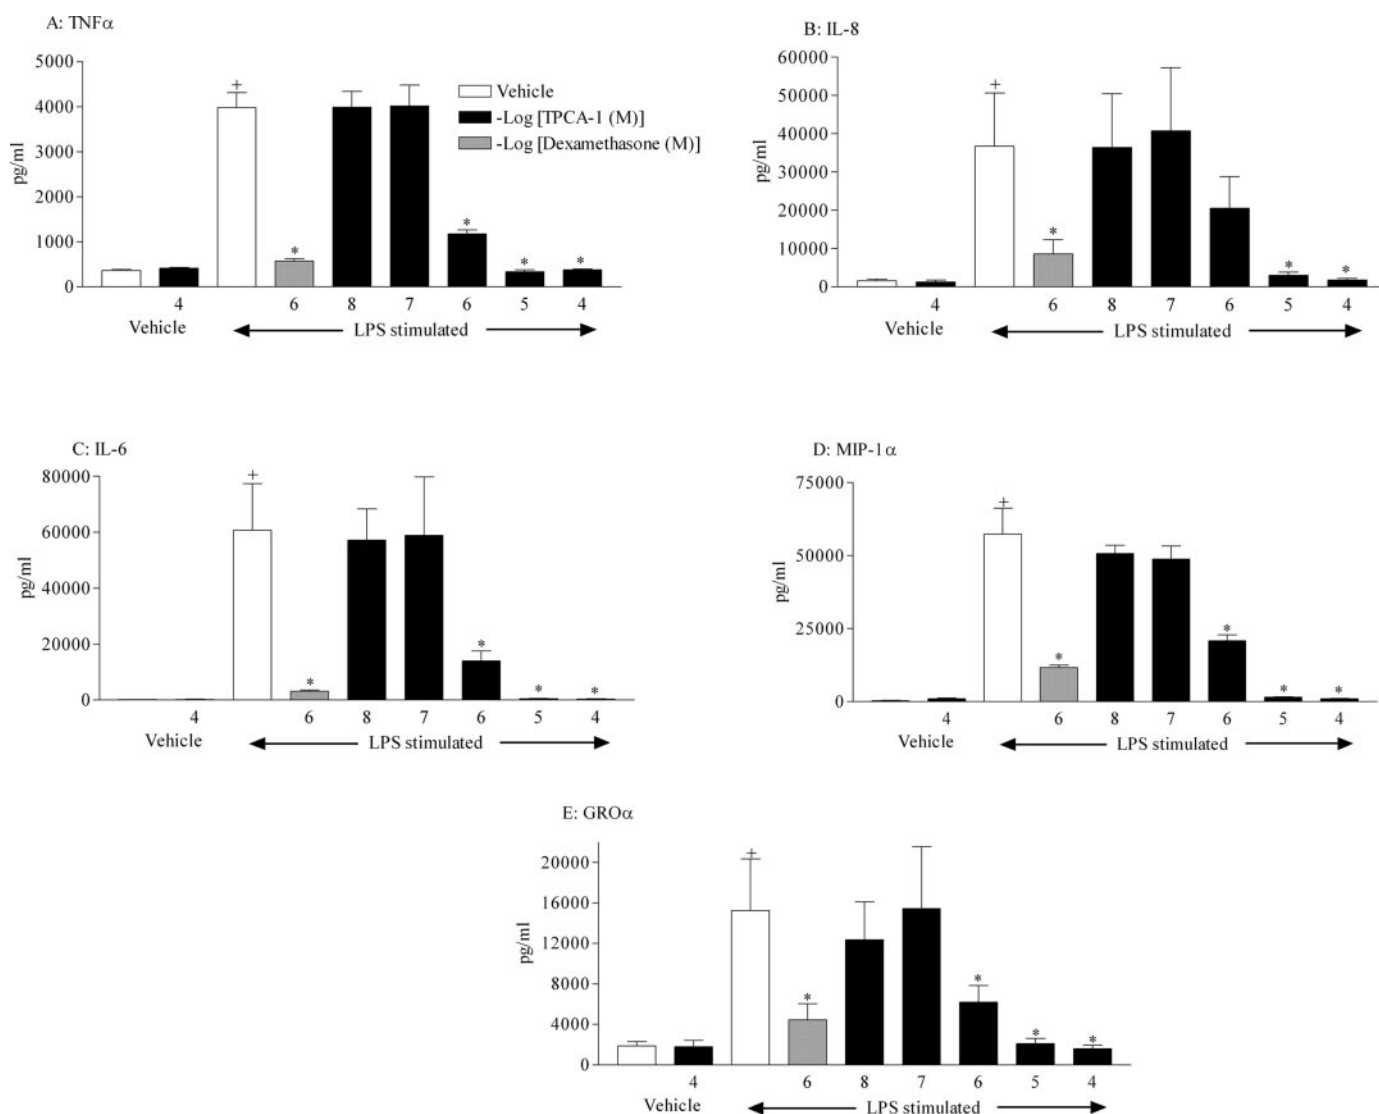 A: TNFα
5000
4000
3000
2000
1000
0
pg/ml
+
*
*
*
*
Vehicle
-Log [TPCA-1 (M)]
-Log [Dexamethasone (M)]
4 6 8 7 6 5 4
Vehicle LPS stimulated
B: IL-8
60000
50000
40000
30000
20000
10000
0
pg/ml
+
*
*
*
4 6 8 7 6 5 4
Vehicle LPS stimulated
C: IL-6
80000
60000
40000
20000
0
pg/ml
+
*
*
*
*
4 6 8 7 6 5 4
Vehicle LPS stimulated
D: MIP-1α
75000
50000
25000
0
pg/ml
+
*
*
*
*
4 6 8 7 6 5 4
Vehicle LPS stimulated
E: GROα
20000
16000
12000
8000
4000
0
pg/ml
+
*
*
*
*
4 6 8 7 6 5 4
Vehicle LPS stimulated